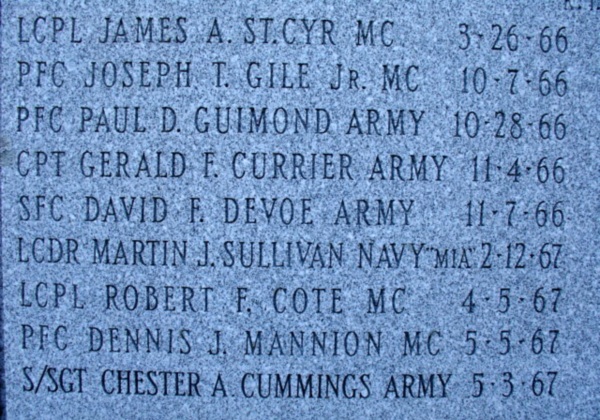 LCPL JAMES A. ST.CYR MC 3-26-66
PFC JOSEPH T. GILE JR. MC 10-7-66
PFC PAUL D. GUIMOND ARMY 10-28-66
CPT GERALD F. CURRIER ARMY 11-4-66
SFC DAVID F. DEVOE ARMY 11-7-66
LCDR MARTIN J. SULLIVAN NAVY "MIA" 2-12-67
LCPL ROBERT F. COTE MC 4-5-67
PFC DENNIS J. MANNION MC 5-5-67
S/SGT CHESTER A. CUMMINGS ARMY 5-3-67